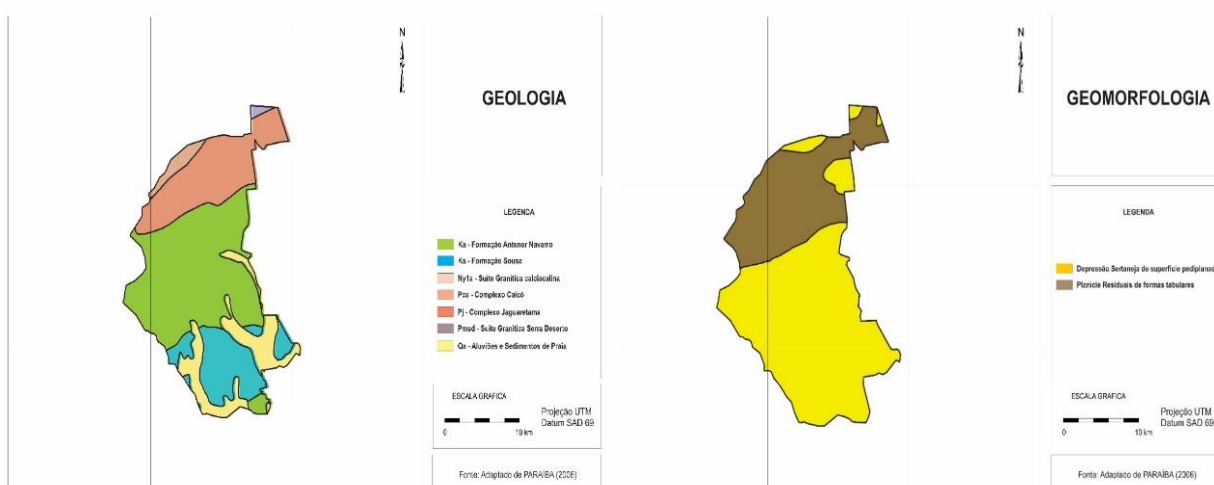 N
GEOLOGIA
LEGENDA
Ka - Formação Antenor Navarro
Ks - Formação Sousa
Ny1a - Suíte Granítica calcialcalina
Pca - Complexo Caicó
Pj - Complexo Jaguaretama
Pmsd - Suíte Granítica Serra Deserto
Qa - Aluviões e Sedimentos de Praia
ESCALA GRAFICA
0 10 km
Projeção UTM
Datum SAD 69
Fonte: Adaptado de PARAÍBA (2006)
N
GEOMORFOLOGIA
LEGENDA
Depressão Sertaneja de superfície pediplanad
Planície Residuais de formas tabulares
ESCALA GRAFICA
0 10 km
Projeção UTM
Datum SAD 69
Fonte: Adaptado de PARAÍBA (2006)